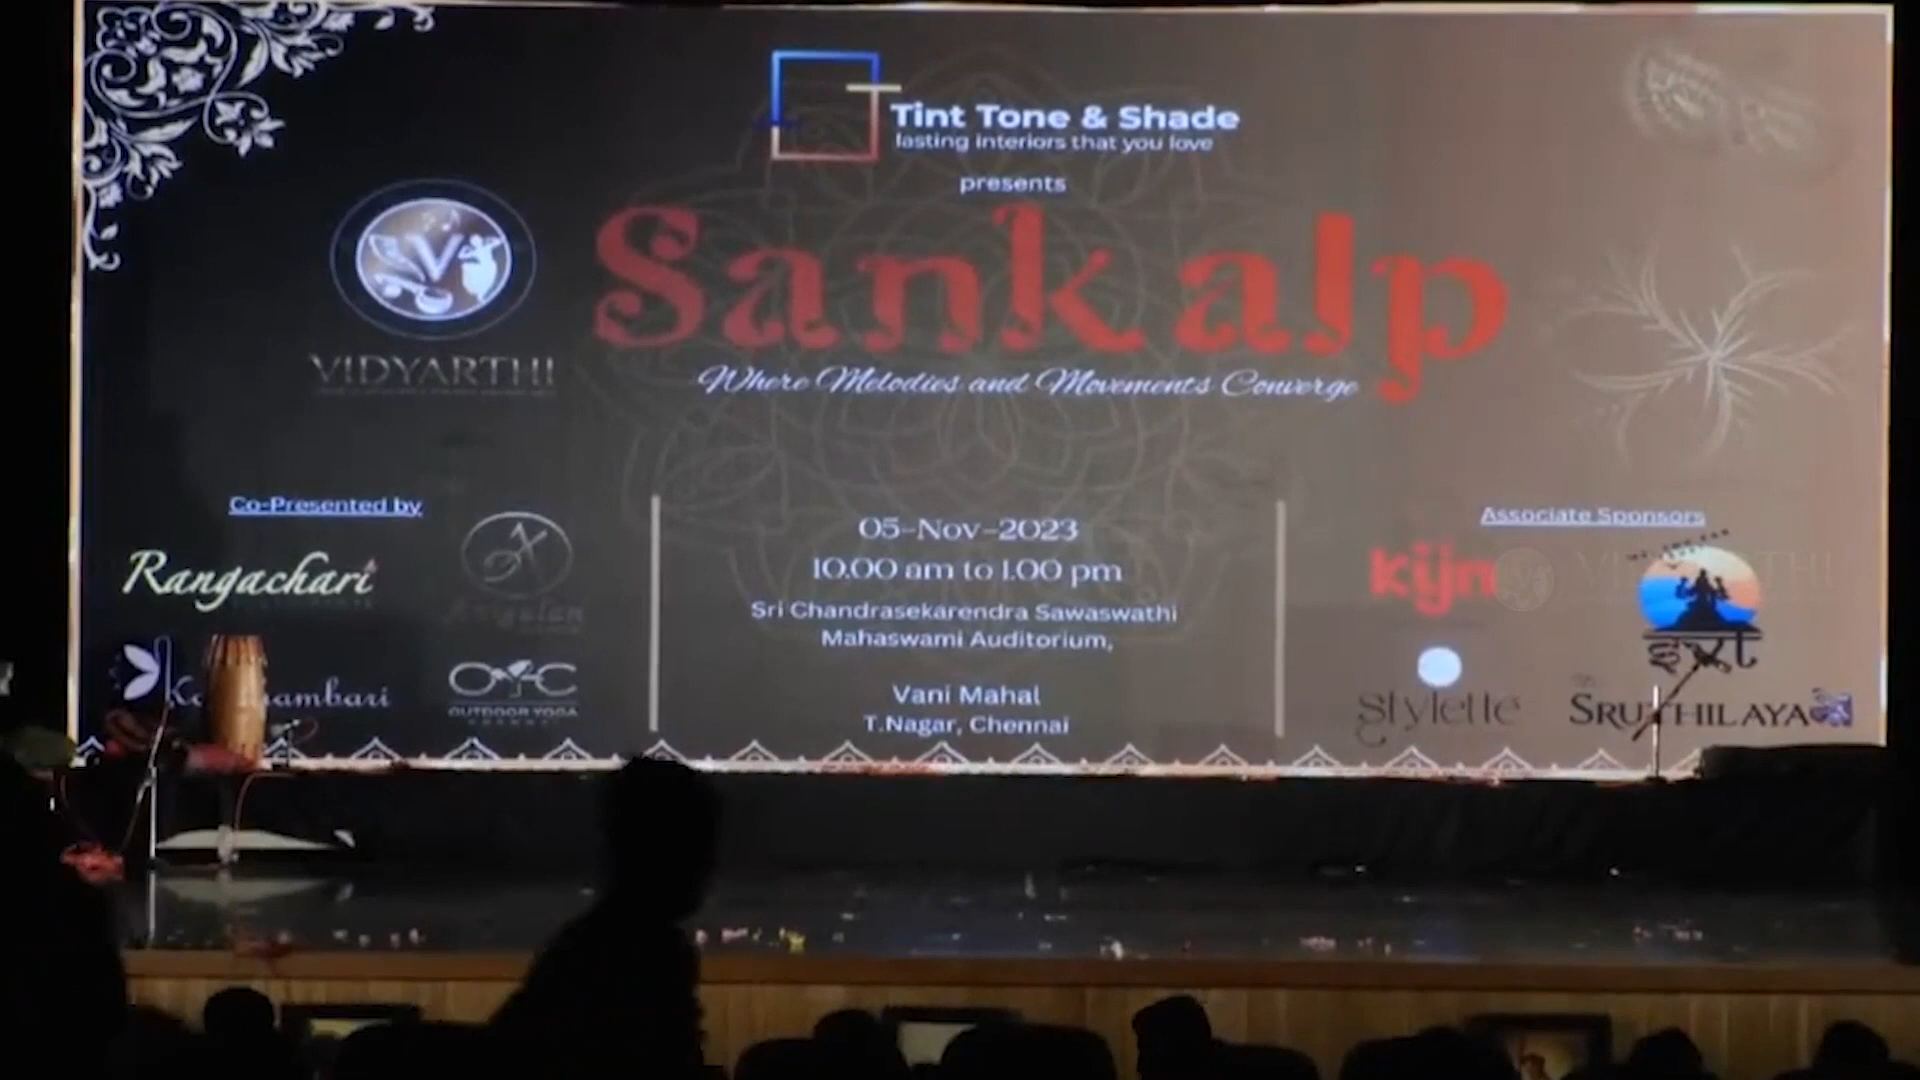 Tint Tone & Shade
lasting interiors that you love
presents
Sankalp
Where Melodies and Movements Converge
VIDYARTHI
Co-Presented by
Rangachari
OUTDOOR YOGA
05-Nov-2023
10.00 am to 1.00 pm
Sri Chandrasekarendra Sawaswathi
Mahaswami Auditorium,
Vani Mahal
T.Nagar, Chennai
Associate Sponsors
kyn
Stylette
SRUTHILAYA